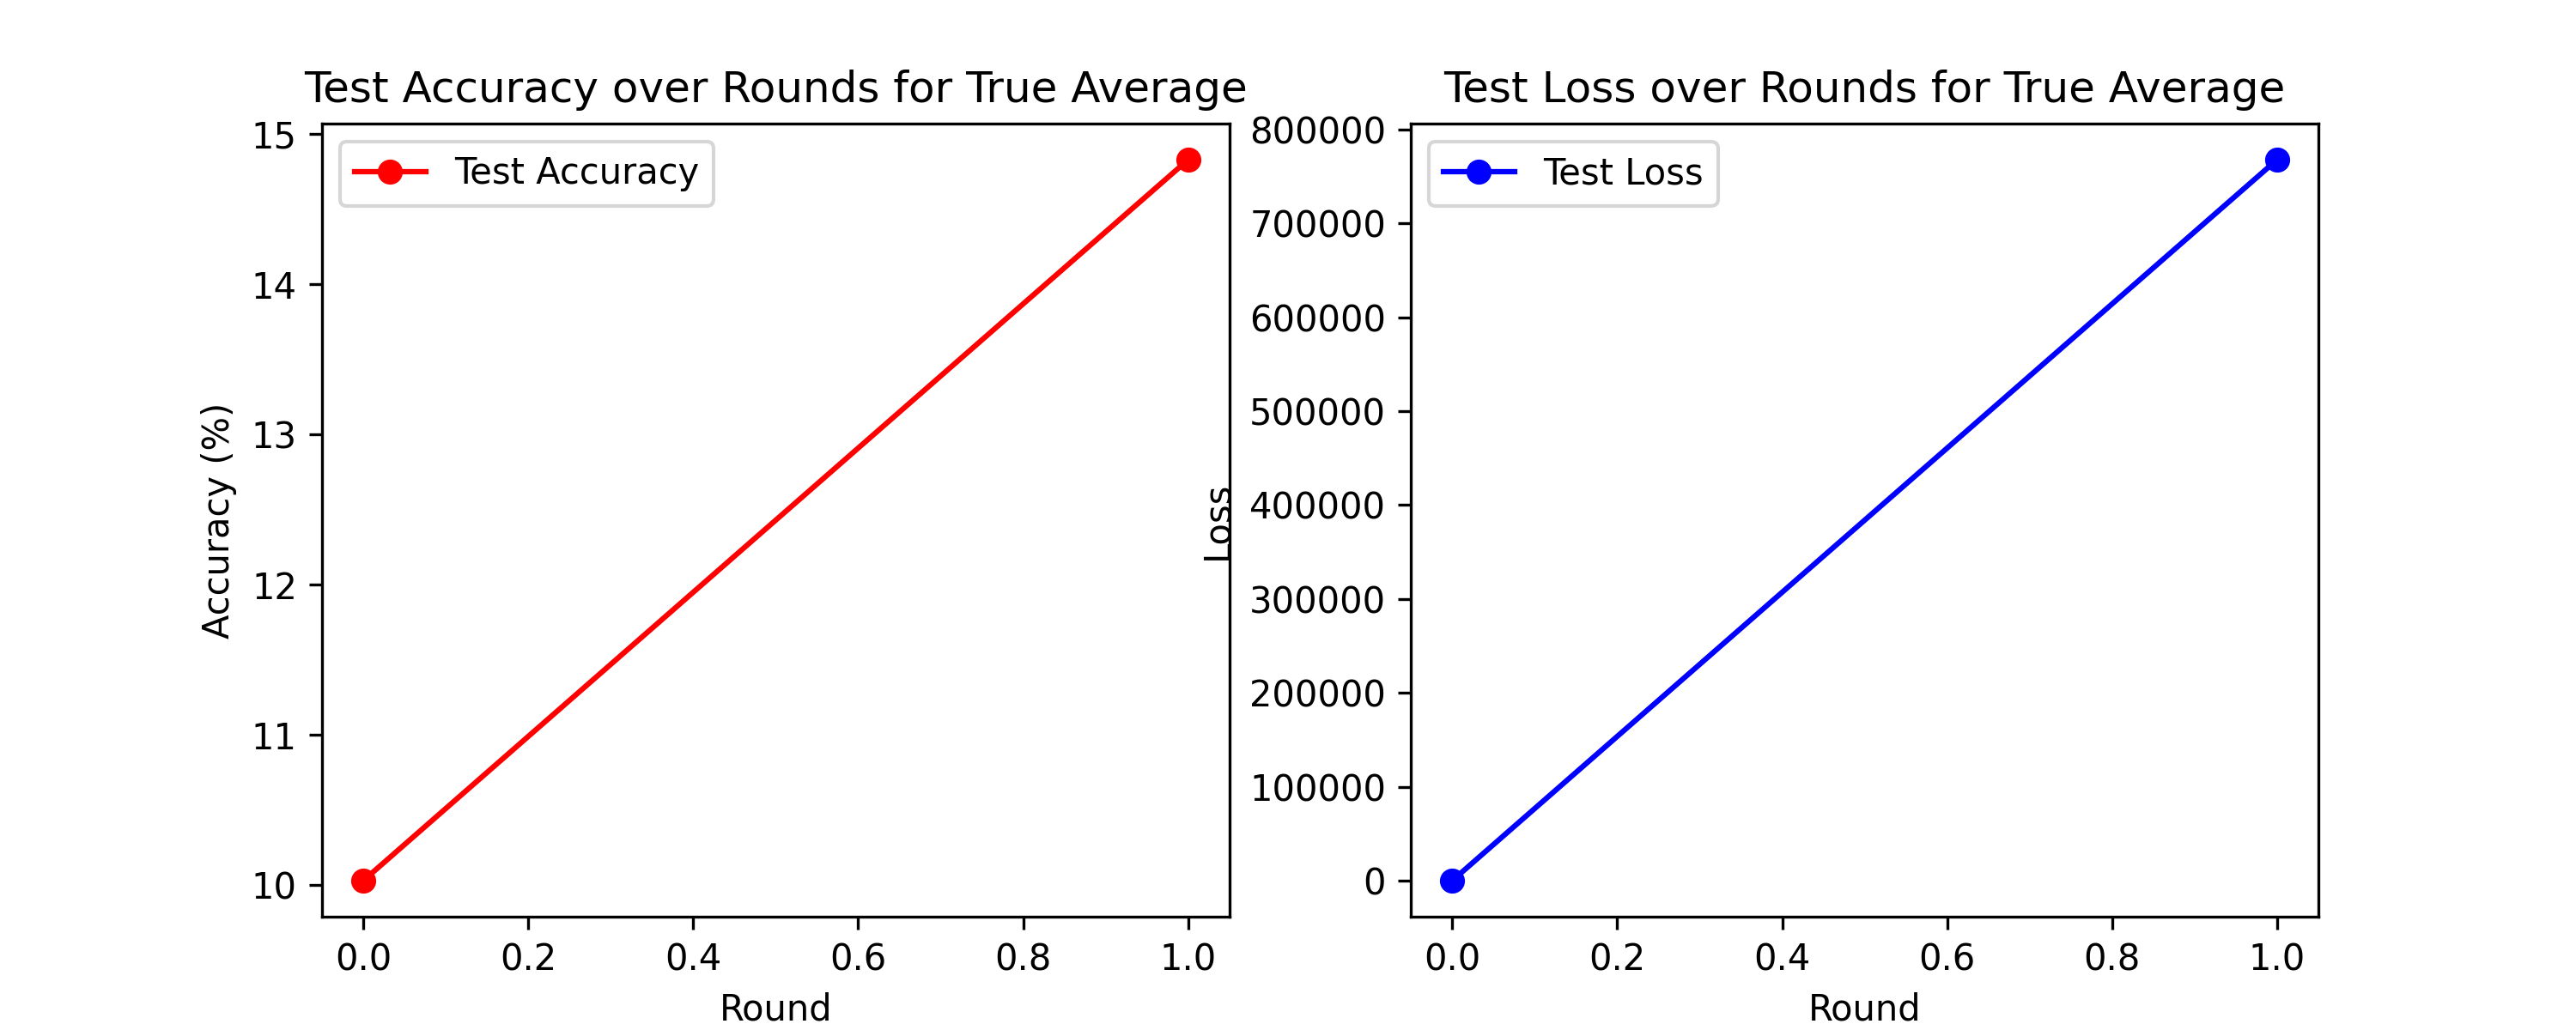 Test Accuracy over Rounds for True Average
Test Accuracy
15
14
13
12
11
10
Accuracy (%)
0.0 0.2 0.4 0.6 0.8 1.0
Round
Test Loss over Rounds for True Average
Test Loss
800000
700000
600000
500000
400000
300000
200000
100000
0
Loss
0.0 0.2 0.4 0.6 0.8 1.0
Round